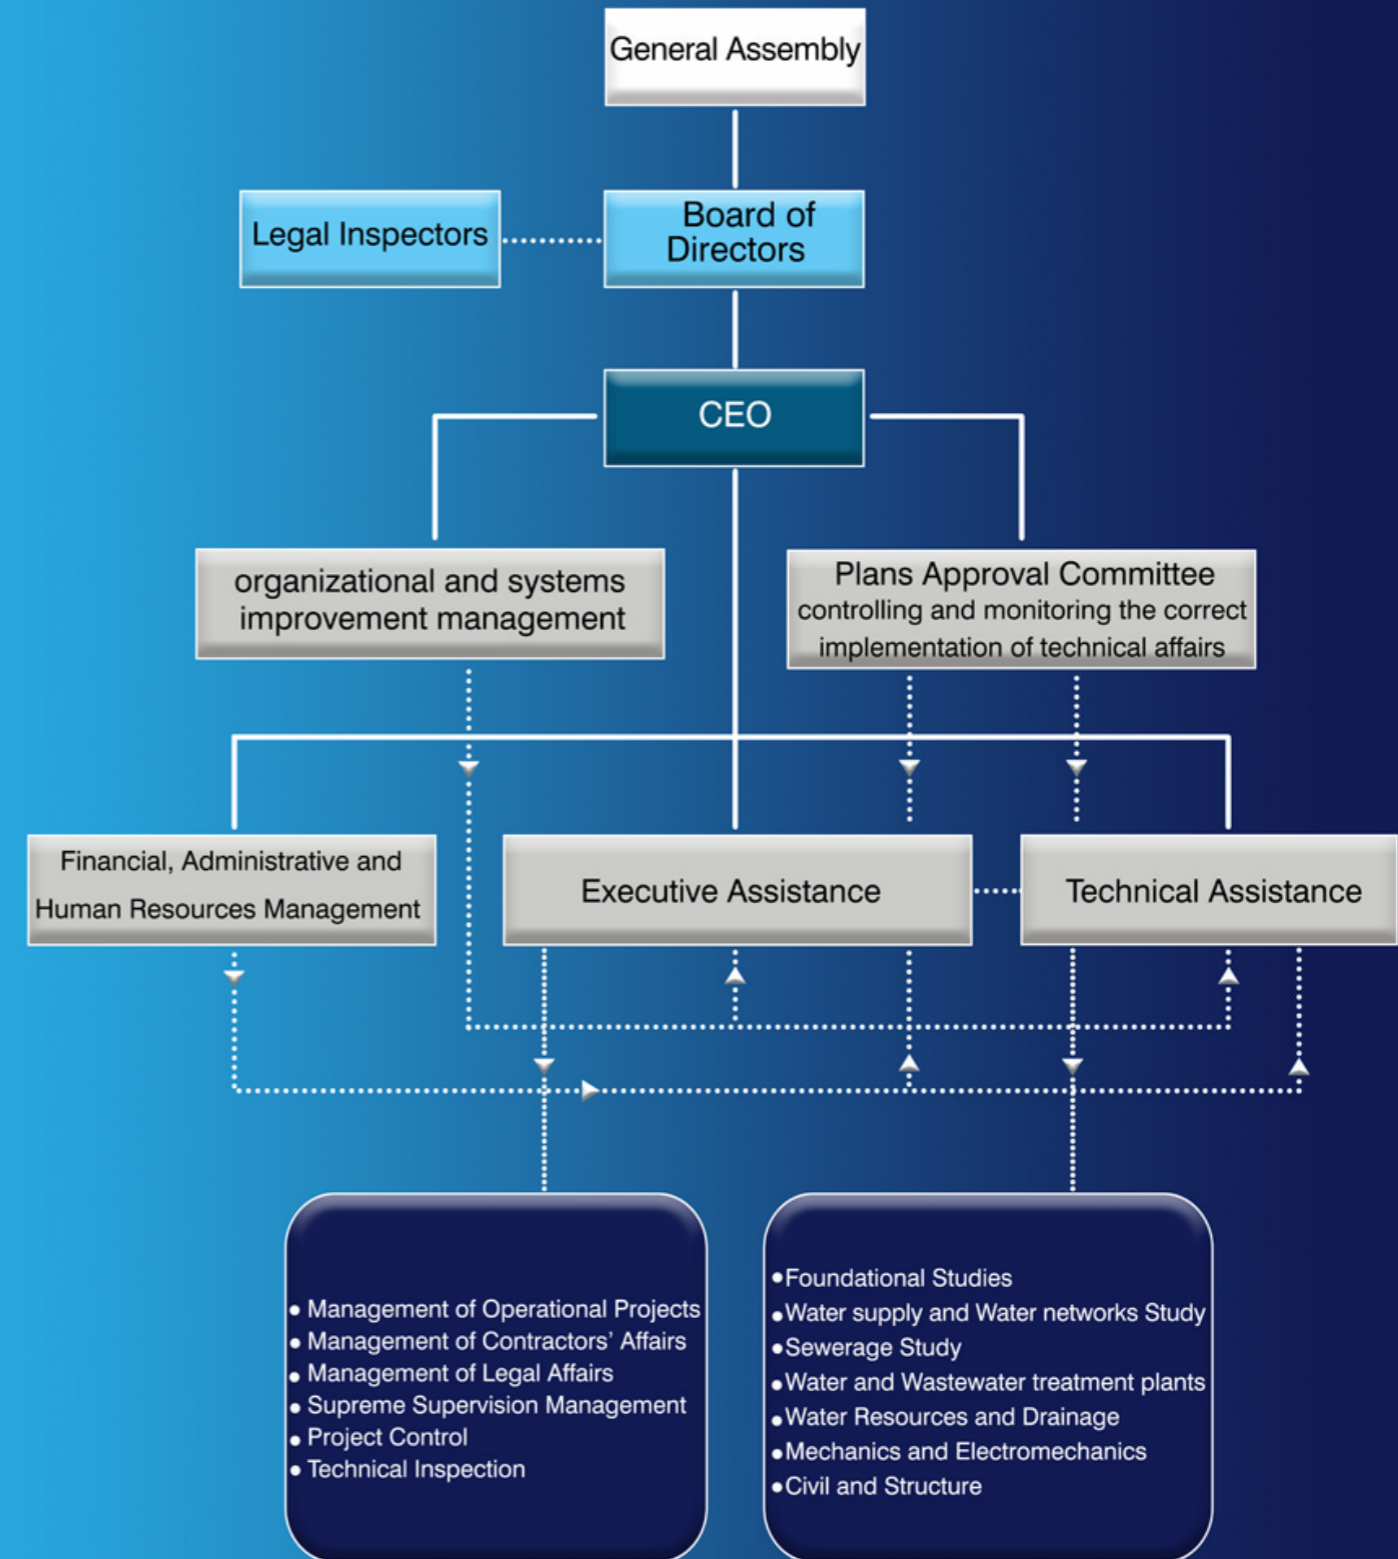 General Assembly
Legal Inspectors
Board of
Directors
CEO
organizational and systems
improvement management
Plans Approval Committee
controlling and monitoring the correct
implementation of technical affairs
Financial, Administrative and
Human Resources Management
Executive Assistance
Technical Assistance
• Management of Operational Projects
• Management of Contractors’ Affairs
• Management of Legal Affairs
• Supreme Supervision Management
• Project Control
• Technical Inspection
•Foundational Studies
•Water supply and Water networks Study
•Sewerage Study
•Water and Wastewater treatment plants
•Water Resources and Drainage
•Mechanics and Electromechanics
•Civil and Structure